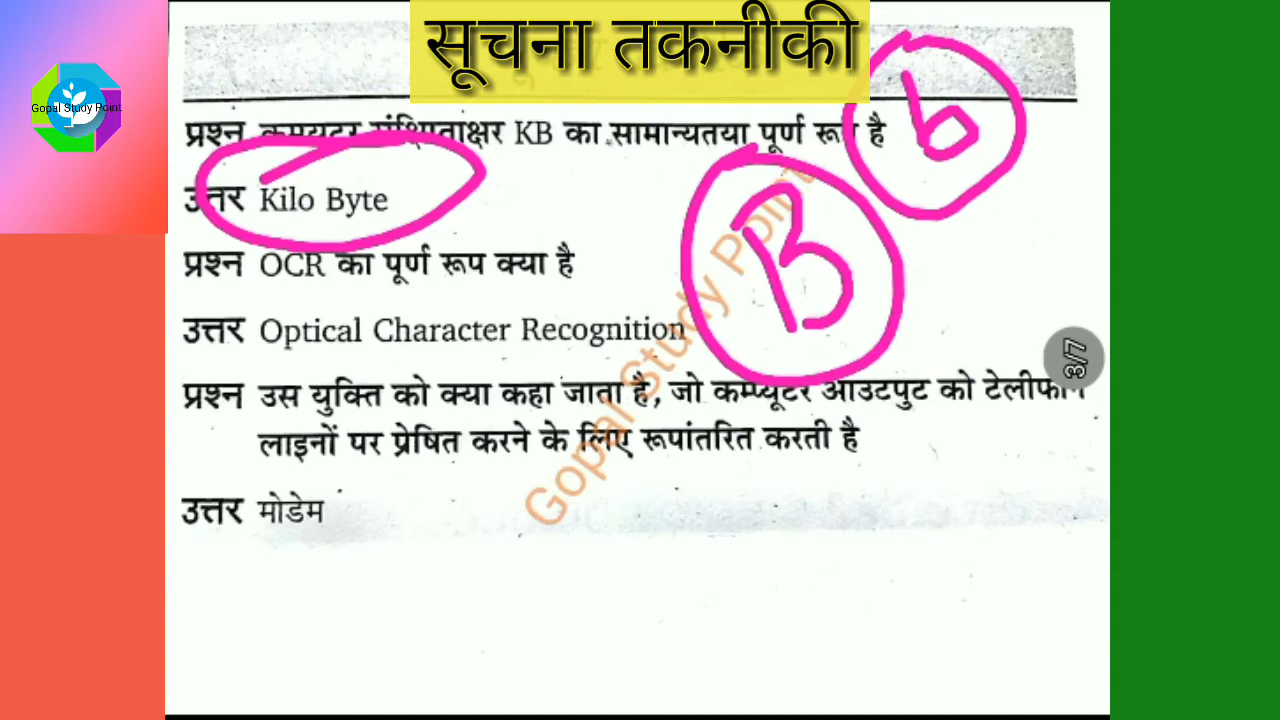 सूचना तकनीकी
Gopal Study Point
प्रश्न कम्प्यूटर संक्षिप्ताक्षर KB का सामान्यतया पूर्ण रूप है
b
उत्तर Kilo Byte
B
प्रश्न OCR का पूर्ण रूप क्या है
उत्तर Optical Character Recognition
3/7
प्रश्न उस युक्ति को क्या कहा जाता है, जो कम्प्यूटर आउटपुट को टेलीफोन
लाइनों पर प्रेषित करने के लिए रूपांतरित करती है
उत्तर मोडेम
Gopal Study Point